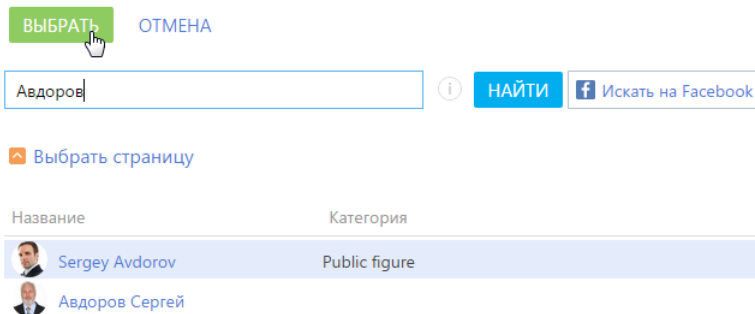 ВЫБРАТЬ ОТМЕНА
Авдоров НАЙТИ Искать на Facebook
Выбрать страницу
Название Категория
Sergey Avdorov Public figure
Авдоров Сергей